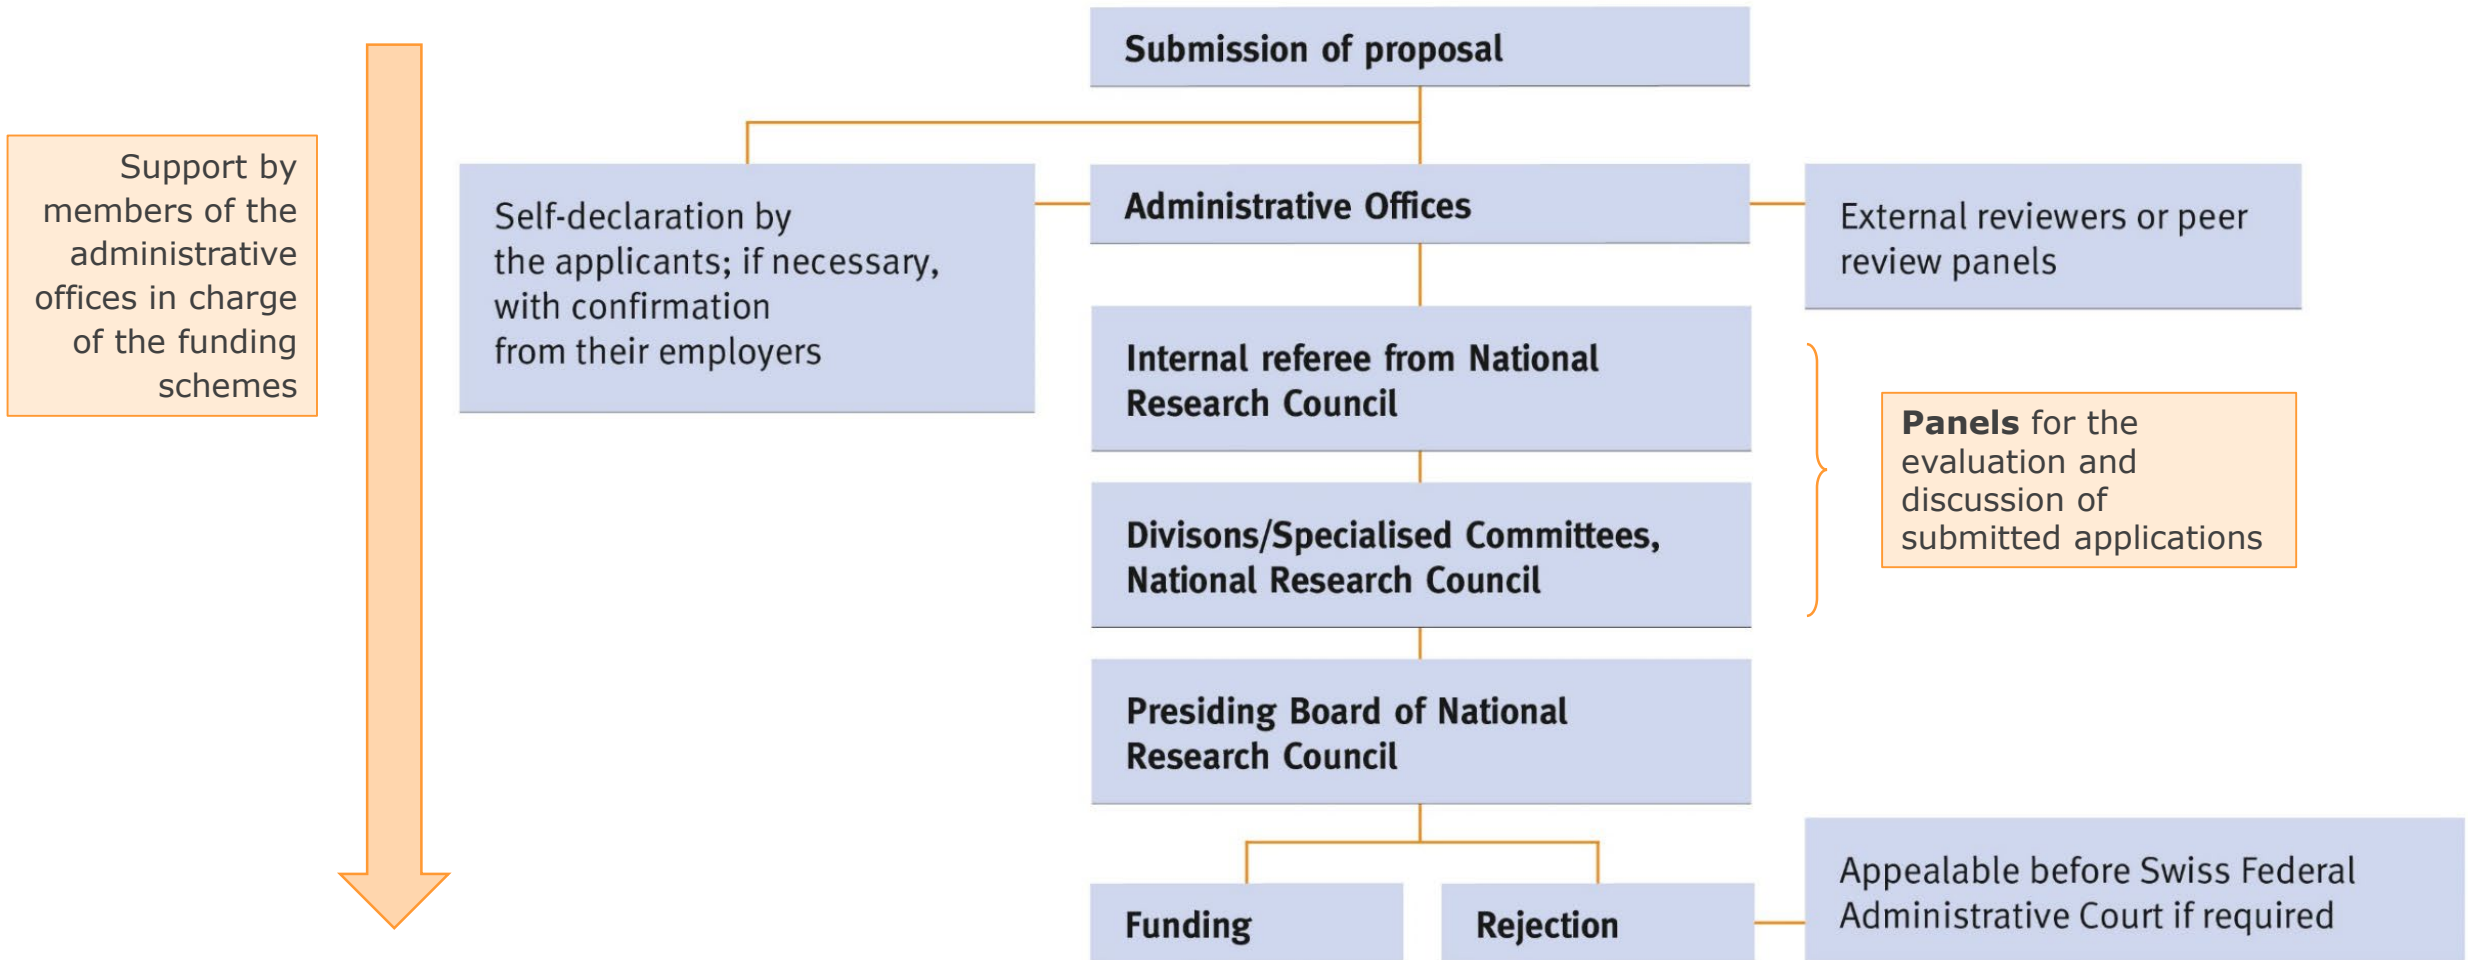 Submission of proposal
Support by
members of the
administrative
offices in charge
of the funding
schemes
Self-declaration by
the applicants; if necessary,
with confirmation
from their employers
Administrative Offices
External reviewers or peer
review panels
Internal referee from National
Research Council
Panels for the
evaluation and
discussion of
submitted applications
Divisons/Specialised Committees,
National Research Council
Presiding Board of National
Research Council
Funding
Rejection
Appealable before Swiss Federal
Administrative Court if required